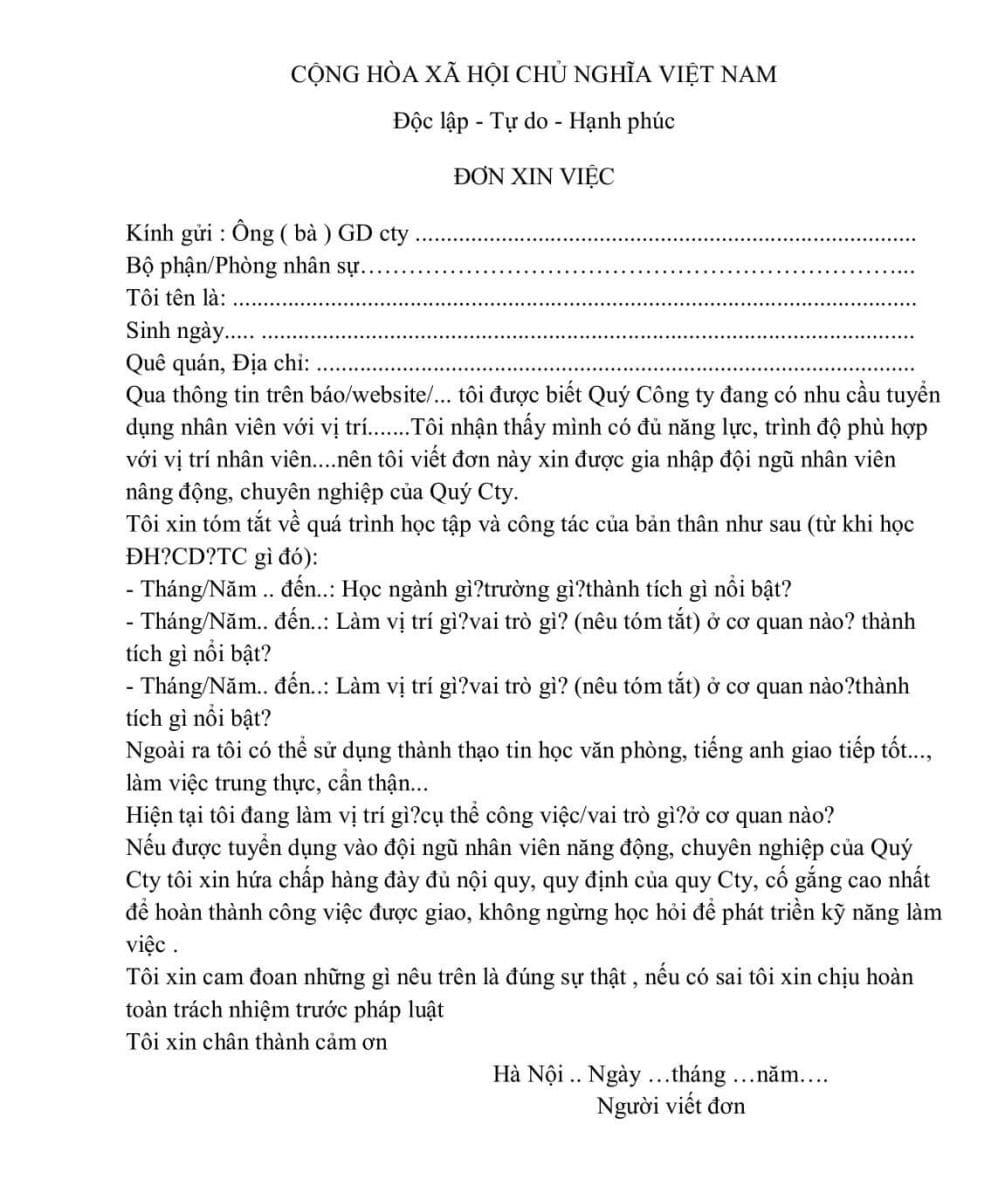 CỘNG HÒA XÃ HỘI CHỦ NGHĨA VIỆT NAM
Độc lập - Tự do - Hạnh phúc
ĐƠN XIN VIỆC
Kính gửi : Ông ( bà ) GD cty ................................................................................
Bộ phận/Phòng nhân sự…………………………………………………………………...
Tôi tên là: .............................................................................................................
Sinh ngày..... ........................................................................................................
Quê quán, Địa chỉ: ...............................................................................................
Qua thông tin trên báo/website/... tôi được biết Quý Công ty đang có nhu cầu tuyển
dụng nhân viên với vị trí.......Tôi nhận thấy mình có đủ năng lực, trình độ phù hợp
với vị trí nhân viên....nên tôi viết đơn này xin được gia nhập đội ngũ nhân viên
nâng động, chuyên nghiệp của Quý Cty.
Tôi xin tóm tắt về quá trình học tập và công tác của bản thân như sau (từ khi học
ĐH?CD?TC gì đó):
- Tháng/Năm .. đến..: Học ngành gì?trường gì?thành tích gì nổi bật?
- Tháng/Năm.. đến..: Làm vị trí gì?vai trò gì? (nêu tóm tắt) ở cơ quan nào? thành
tích gì nổi bật?
- Tháng/Năm.. đến..: Làm vị trí gì?vai trò gì? (nêu tóm tắt) ở cơ quan nào?thành
tích gì nổi bật?
Ngoài ra tôi có thể sử dụng thành thạo tin học văn phòng, tiếng anh giao tiếp tốt...,
làm việc trung thực, cẩn thận...
Hiện tại tôi đang làm vị trí gì?cụ thể công việc/vai trò gì?ở cơ quan nào?
Nếu được tuyển dụng vào đội ngũ nhân viên năng động, chuyên nghiệp của Quý
Cty tôi xin hứa chấp hàng đày đủ nội quy, quy định của quy Cty, cố gắng cao nhất
để hoàn thành công việc được giao, không ngừng học hỏi để phát triển kỹ năng làm
việc .
Tôi xin cam đoan những gì nêu trên là đúng sự thật , nếu có sai tôi xin chịu hoàn
toàn trách nhiệm trước pháp luật
Tôi xin chân thành cảm ơn
Hà Nội .. Ngày …tháng …năm….
Người viết đơn